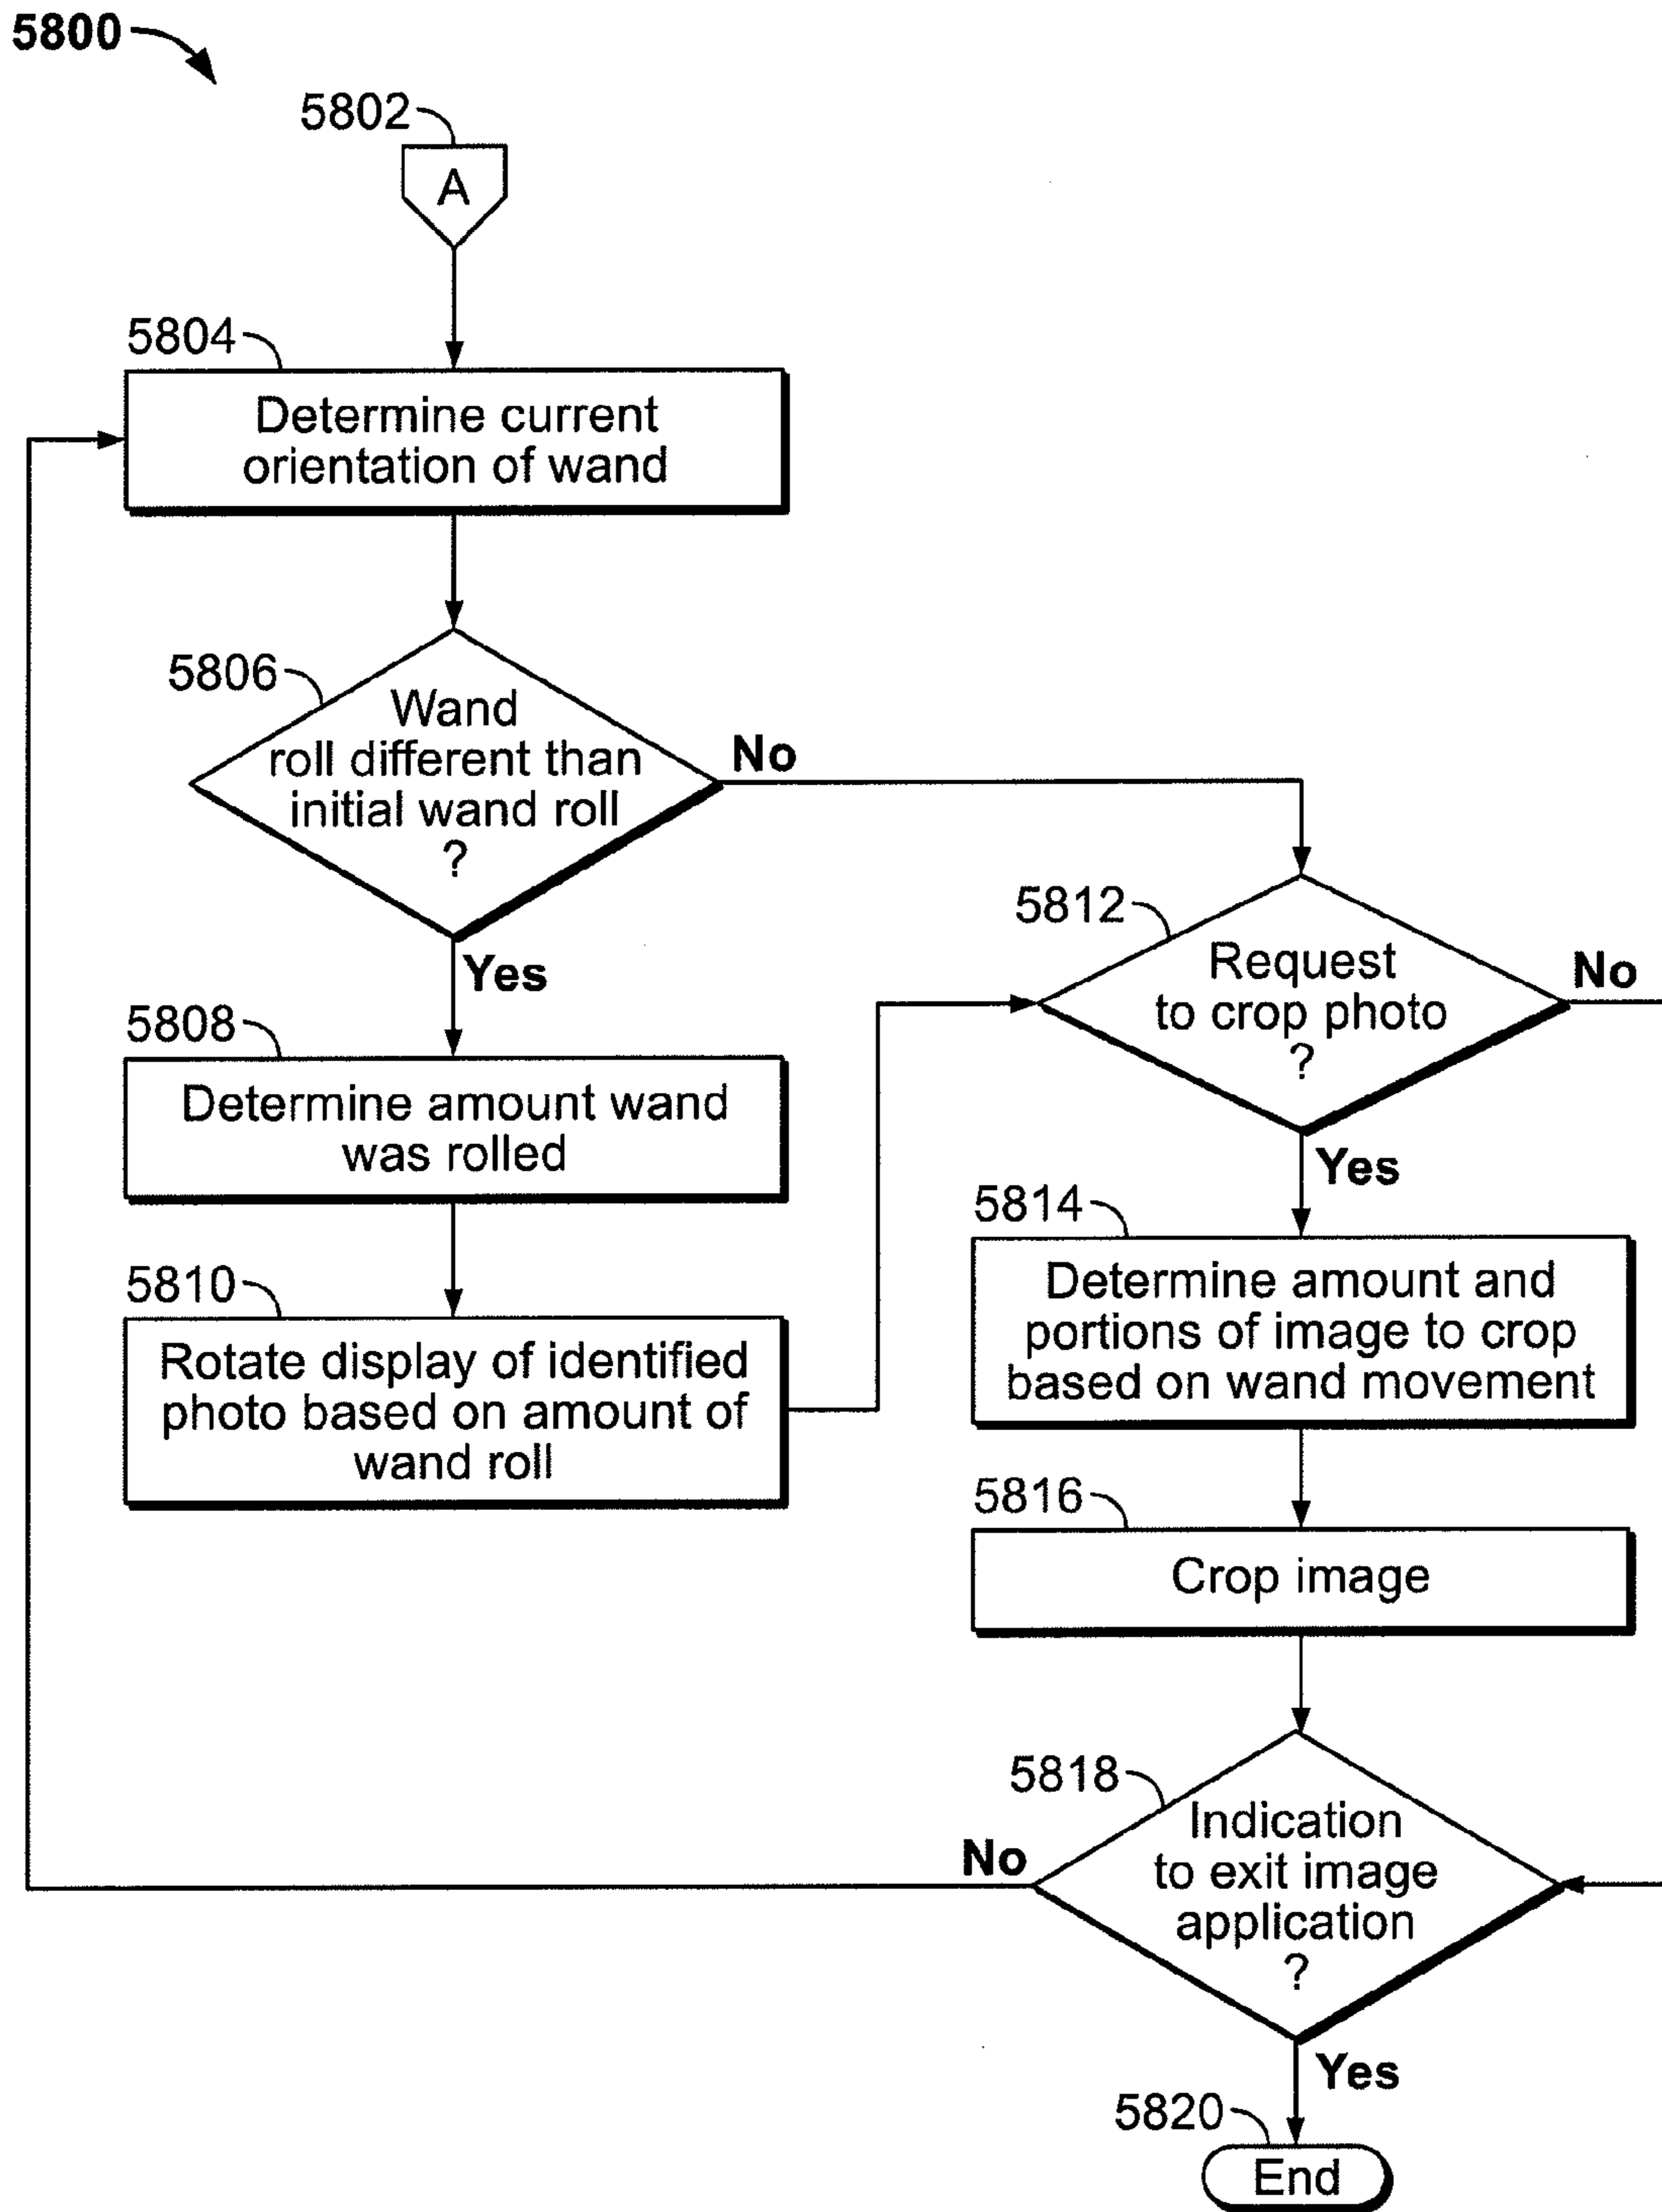 5800
5802
A
5804
Determine current
orientation of wand
5806
Wand
roll different than
initial wand roll
?
No
Yes
5808
Determine amount wand
was rolled
5810
Rotate display of identified
photo based on amount of
wand roll
5812
Request
to crop photo
?
No
Yes
5814
Determine amount and
portions of image to crop
based on wand movement
5816
Crop image
5818
Indication
to exit image
application
?
No
Yes
5820
End